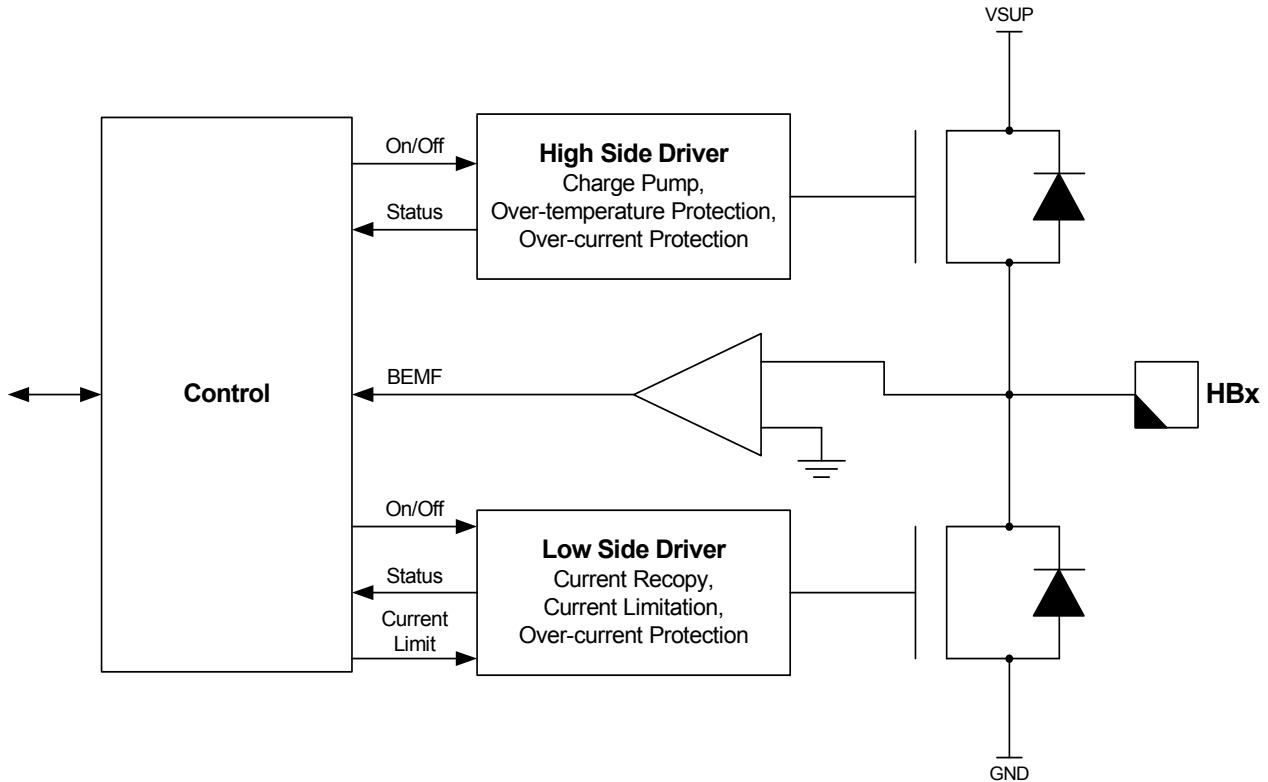 VSUP
On/Off
Status
High Side Driver
Charge Pump,
Over-temperature Protection,
Over-current Protection
Control
BEMF
HBx
On/Off
Status
Current
Limit
Low Side Driver
Current Recopy,
Current Limitation,
Over-current Protection
GND